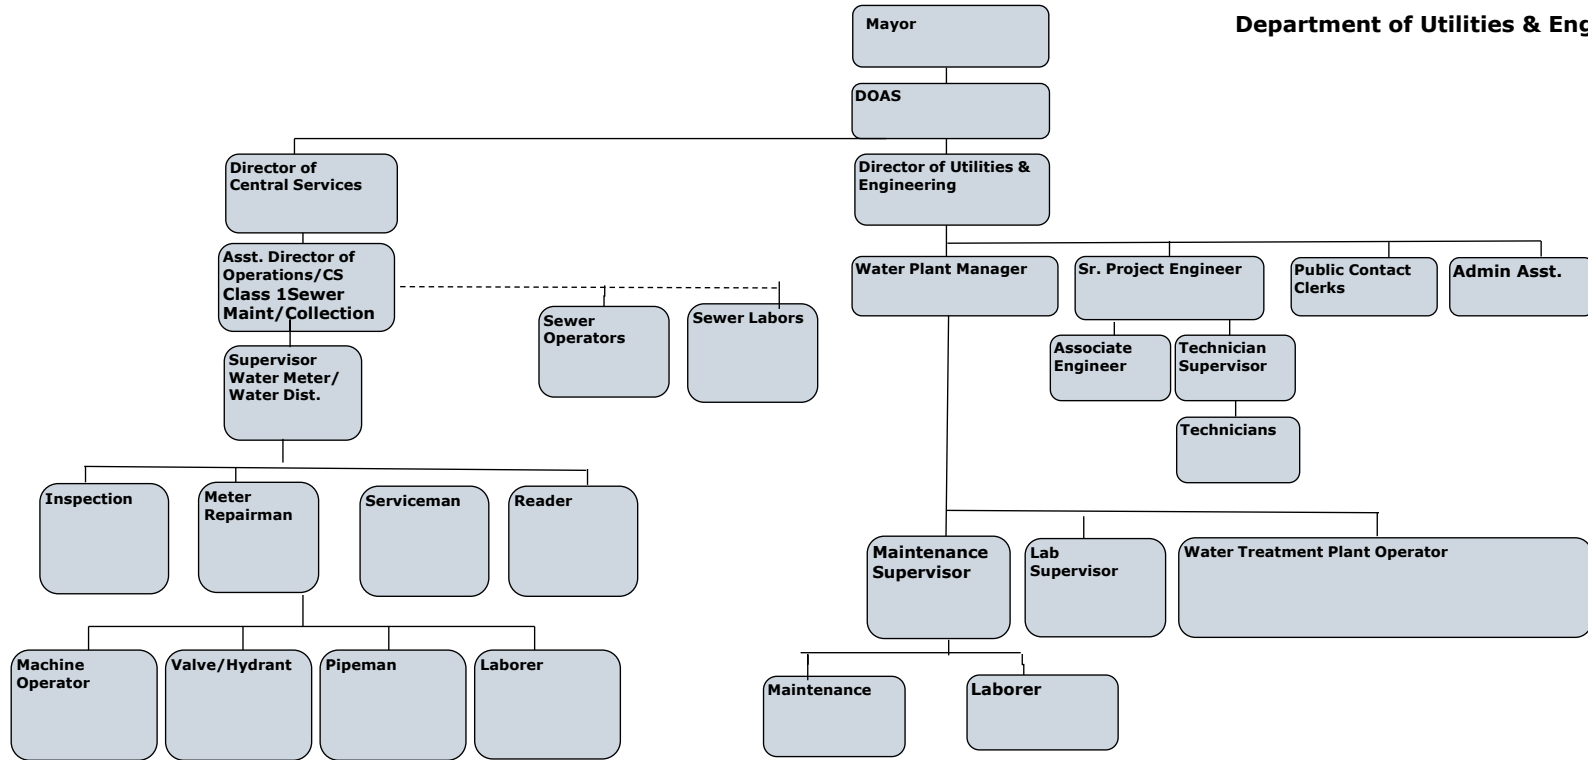 Mayor
Department of Utilities & Eng
DOAS
Director of
Central Services
Director of Utilities &
Engineering
Asst. Director of
Operations/CS
Class 1Sewer
Maint/Collection
Water Plant Manager
Sr. Project Engineer
Public Contact
Clerks
Admin Asst.
Sewer
Operators
Sewer Labors
Supervisor
Water Meter/
Water Dist.
Associate
Engineer
Technician
Supervisor
Technicians
Inspection
Meter
Repairman
Serviceman
Reader
Maintenance
Supervisor
Lab
Supervisor
Water Treatment Plant Operator
Machine
Operator
Valve/Hydrant
Pipeman
Laborer
Maintenance
Laborer